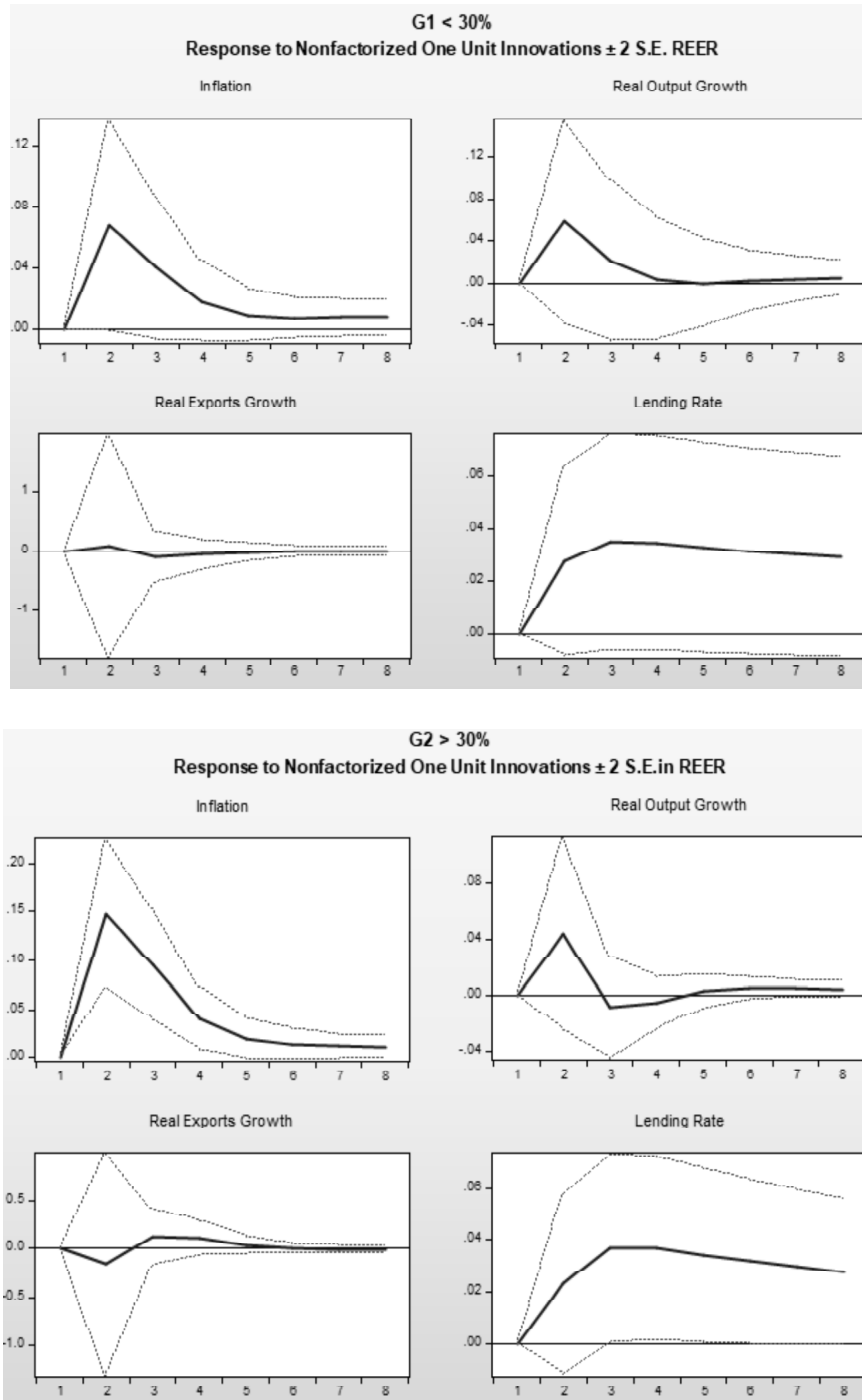 G1 < 30%
Response to Nonfactorized One Unit Innovations ± 2 S.E. REER
Inflation
Real Output Growth
.12
.08
.04
.00
1 2 3 4 5 6 7 8
.12
.08
.04
.00
-.04
1 2 3 4 5 6 7 8
Real Exports Growth
Lending Rate
1
0
-1
1 2 3 4 5 6 7 8
.06
.04
.02
.00
1 2 3 4 5 6 7 8
G2 > 30%
Response to Nonfactorized One Unit Innovations ± 2 S.E.in REER
Inflation
Real Output Growth
.20
.15
.10
.05
.00
1 2 3 4 5 6 7 8
.08
.04
.00
-.04
1 2 3 4 5 6 7 8
Real Exports Growth
Lending Rate
0.5
0.0
-0.5
-1.0
1 2 3 4 5 6 7 8
.06
.04
.02
.00
1 2 3 4 5 6 7 8